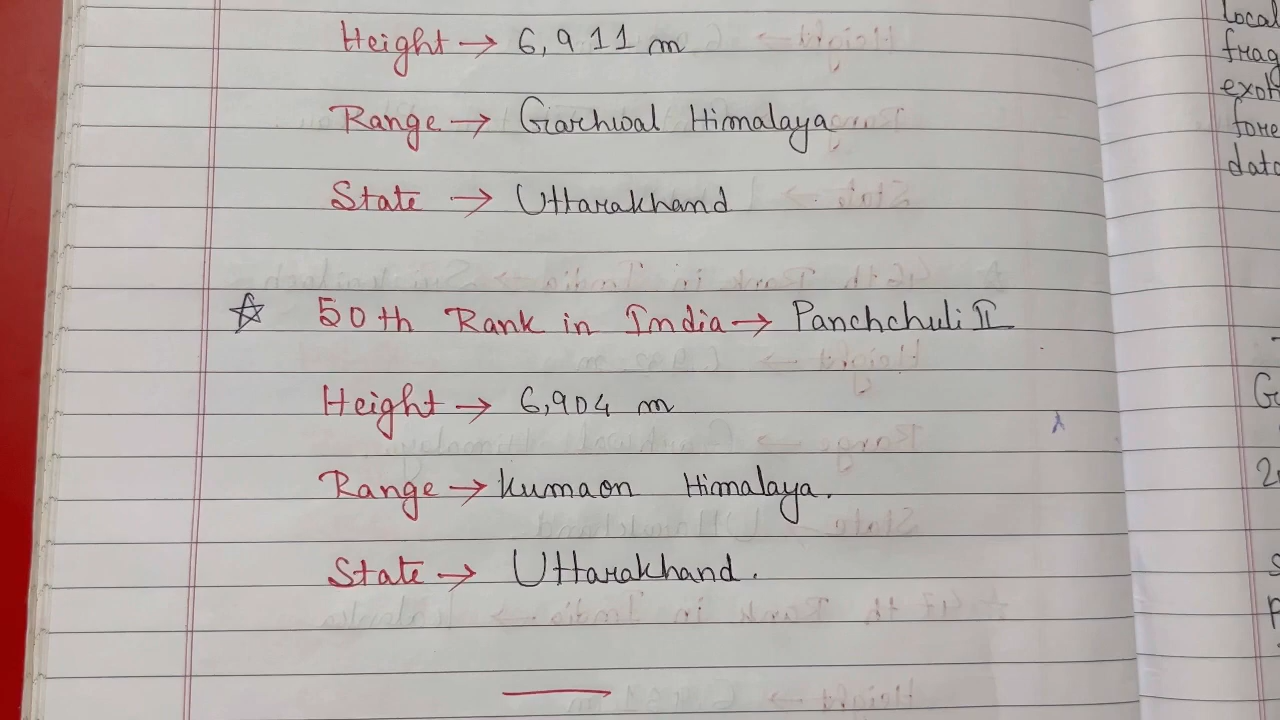 Height → 6,911 m
Range → Garhwal Himalaya
State → Uttarakhand
☆ 50th Rank in India → Panchchuli II
Height → 6,904 m
Range → Kumaon Himalaya.
State → Uttarakhand.
local